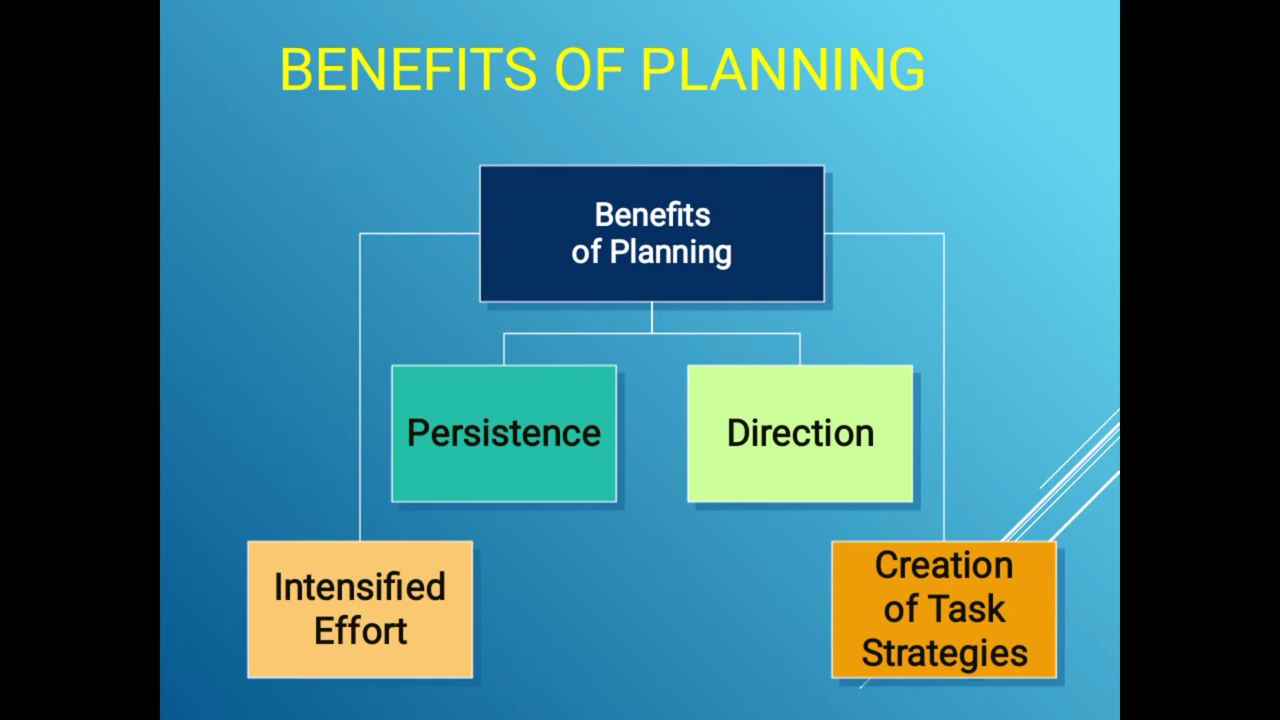 BENEFITS OF PLANNING
Benefits
of Planning
Persistence
Direction
Intensified
Effort
Creation
of Task
Strategies